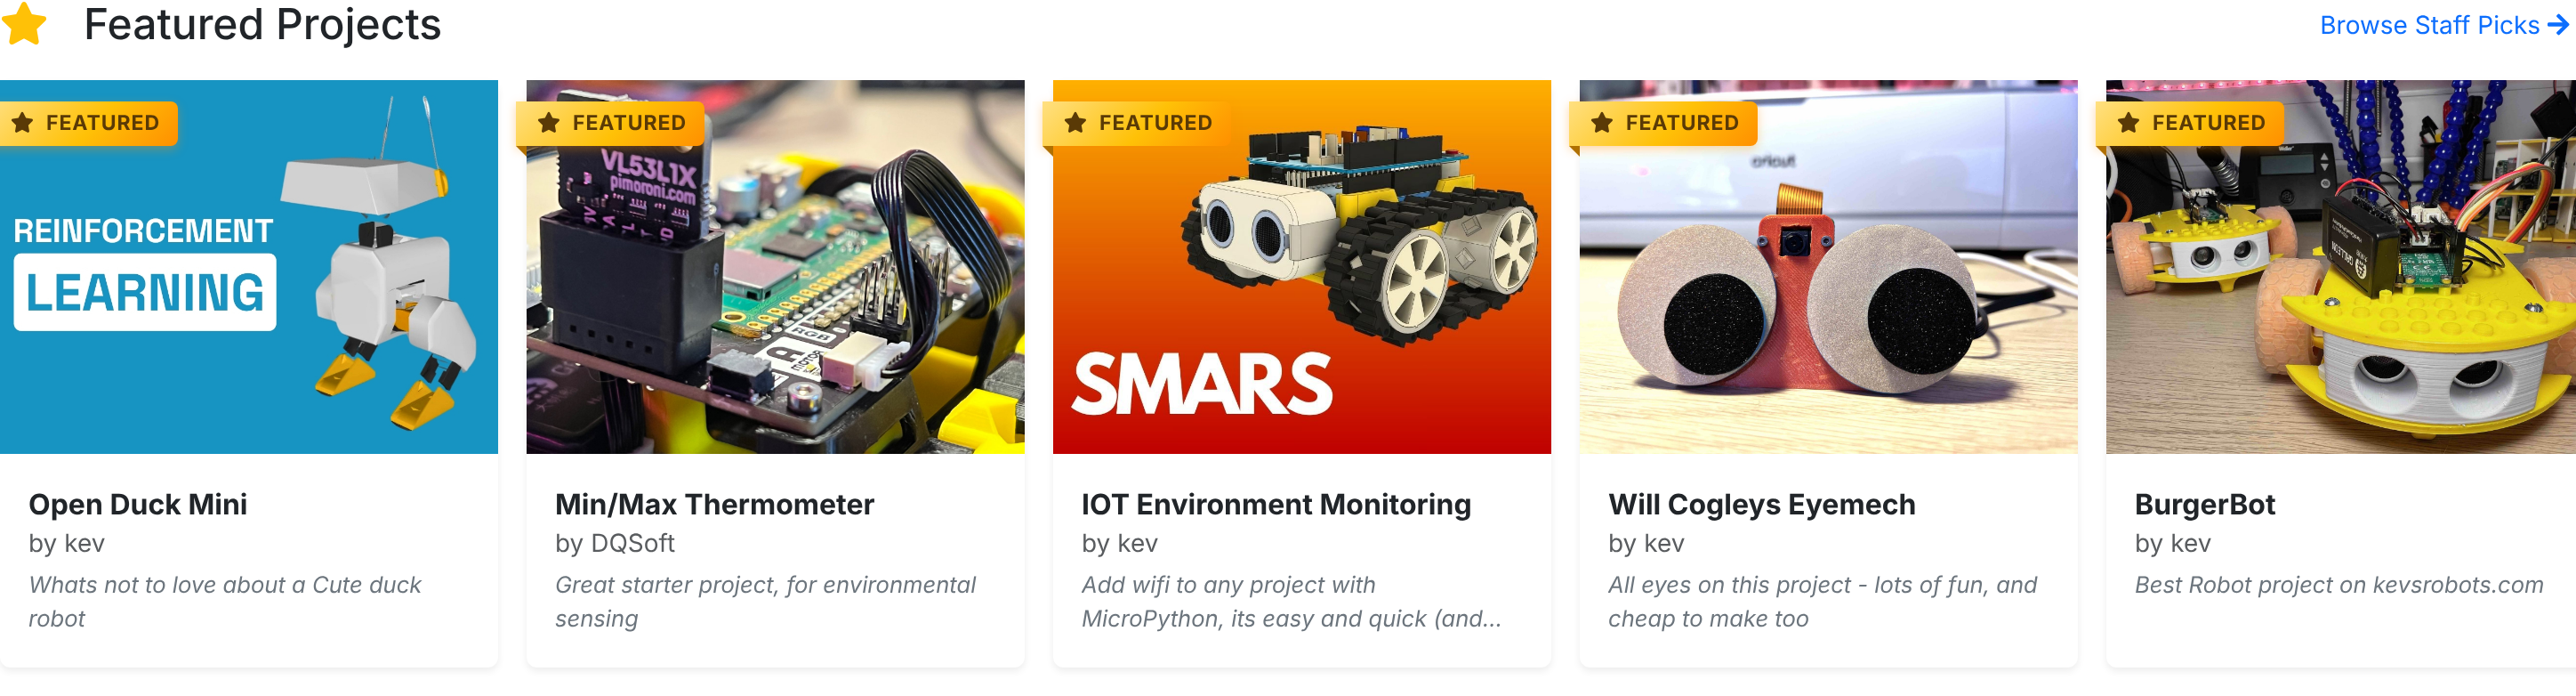 Featured Projects
Browse Staff Picks
FEATURED
REINFORCEMENT
LEARNING
Open Duck Mini
by kev
Whats not to love about a Cute duck
robot
FEATURED
VL53L1X
pimoroni.com
RGB
MOTOR
Min/Max Thermometer
by DQSoft
Great starter project, for environmental
sensing
FEATURED
SMARS
IOT Environment Monitoring
by kev
Add wifi to any project with
MicroPython, its easy and quick (and...
FEATURED
cricut
Will Cogleys Eyemech
by kev
All eyes on this project - lots of fun, and
cheap to make too
FEATURED
BurgerBot
by kev
Best Robot project on kevsrobots.com